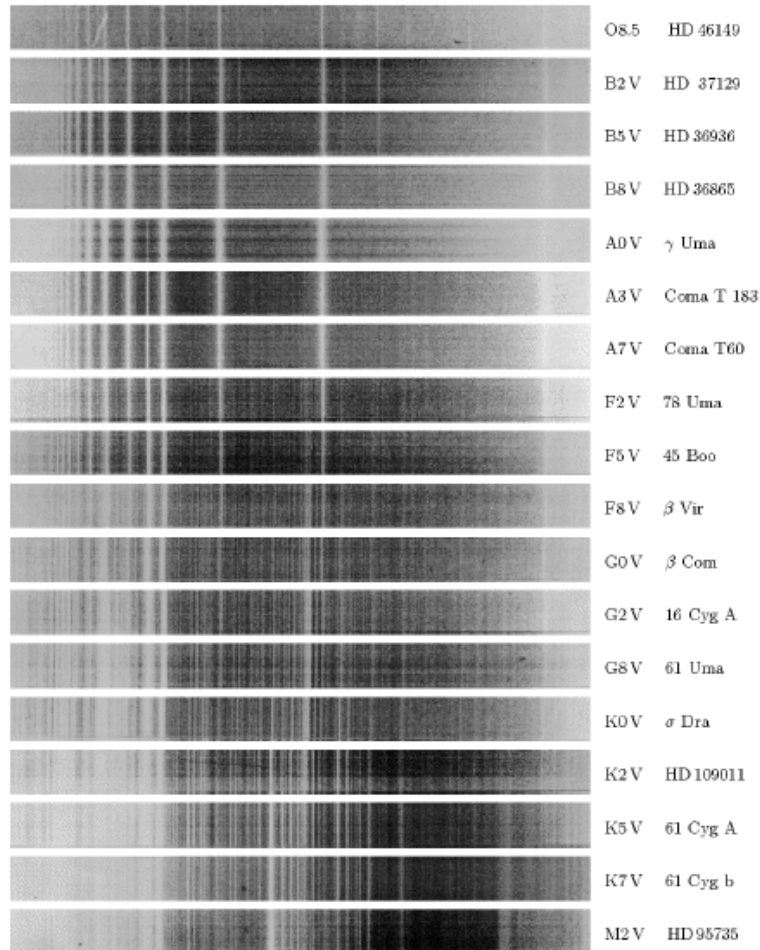 O8.5 HD 46149
B2 V HD 37129
B5 V HD 36936
B8 V HD 36865
A0 V γ Uma
A3 V Coma T 183
A7 V Coma T60
F2 V 78 Uma
F5 V 45 Boo
F8 V β Vir
G0 V β Com
G2 V 16 Cyg A
G8 V 61 Uma
K0 V σ Dra
K2 V HD 109011
K5 V 61 Cyg A
K7 V 61 Cyg b
M2 V HD 95735